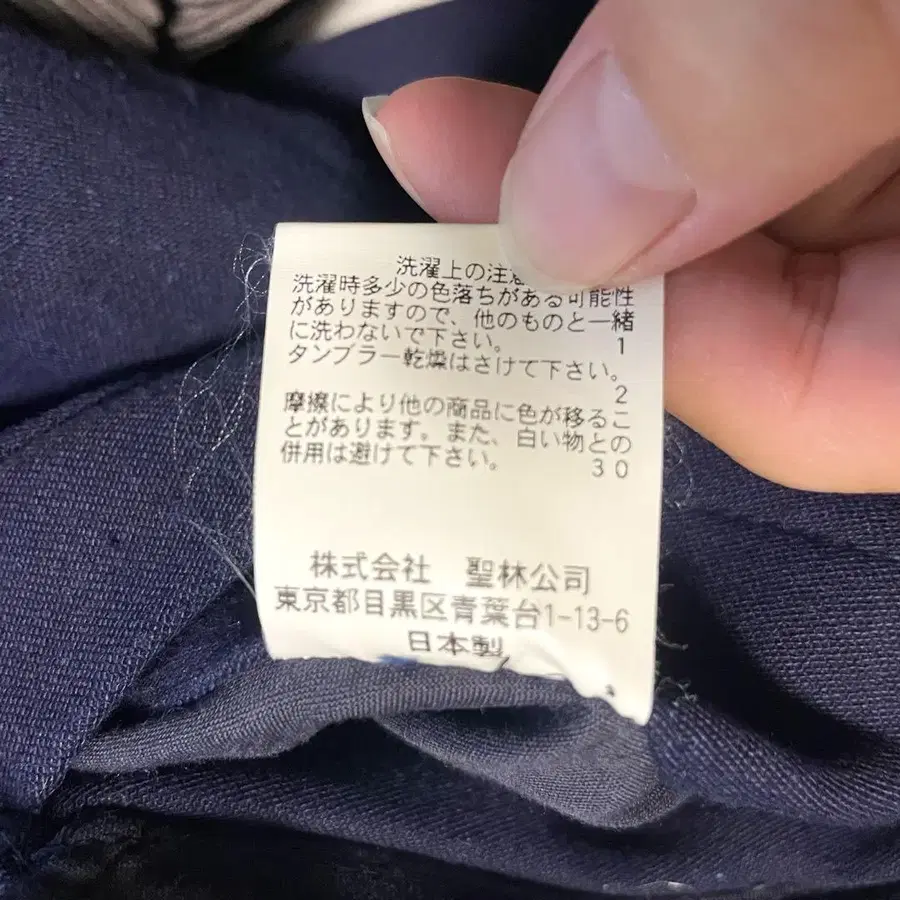 洗濯上の注意
洗濯時多少の色落ちがある可能性
がありますので、他のものと一緒
に洗わないで下さい。 1
タンブラー乾燥はさけて下さい。
2
摩擦により他の商品に色が移るこ
とがあります。また、白い物との
併用は避けて下さい。 30
株式会社 聖林公司
東京都目黒区青葉台1-13-6
日本製